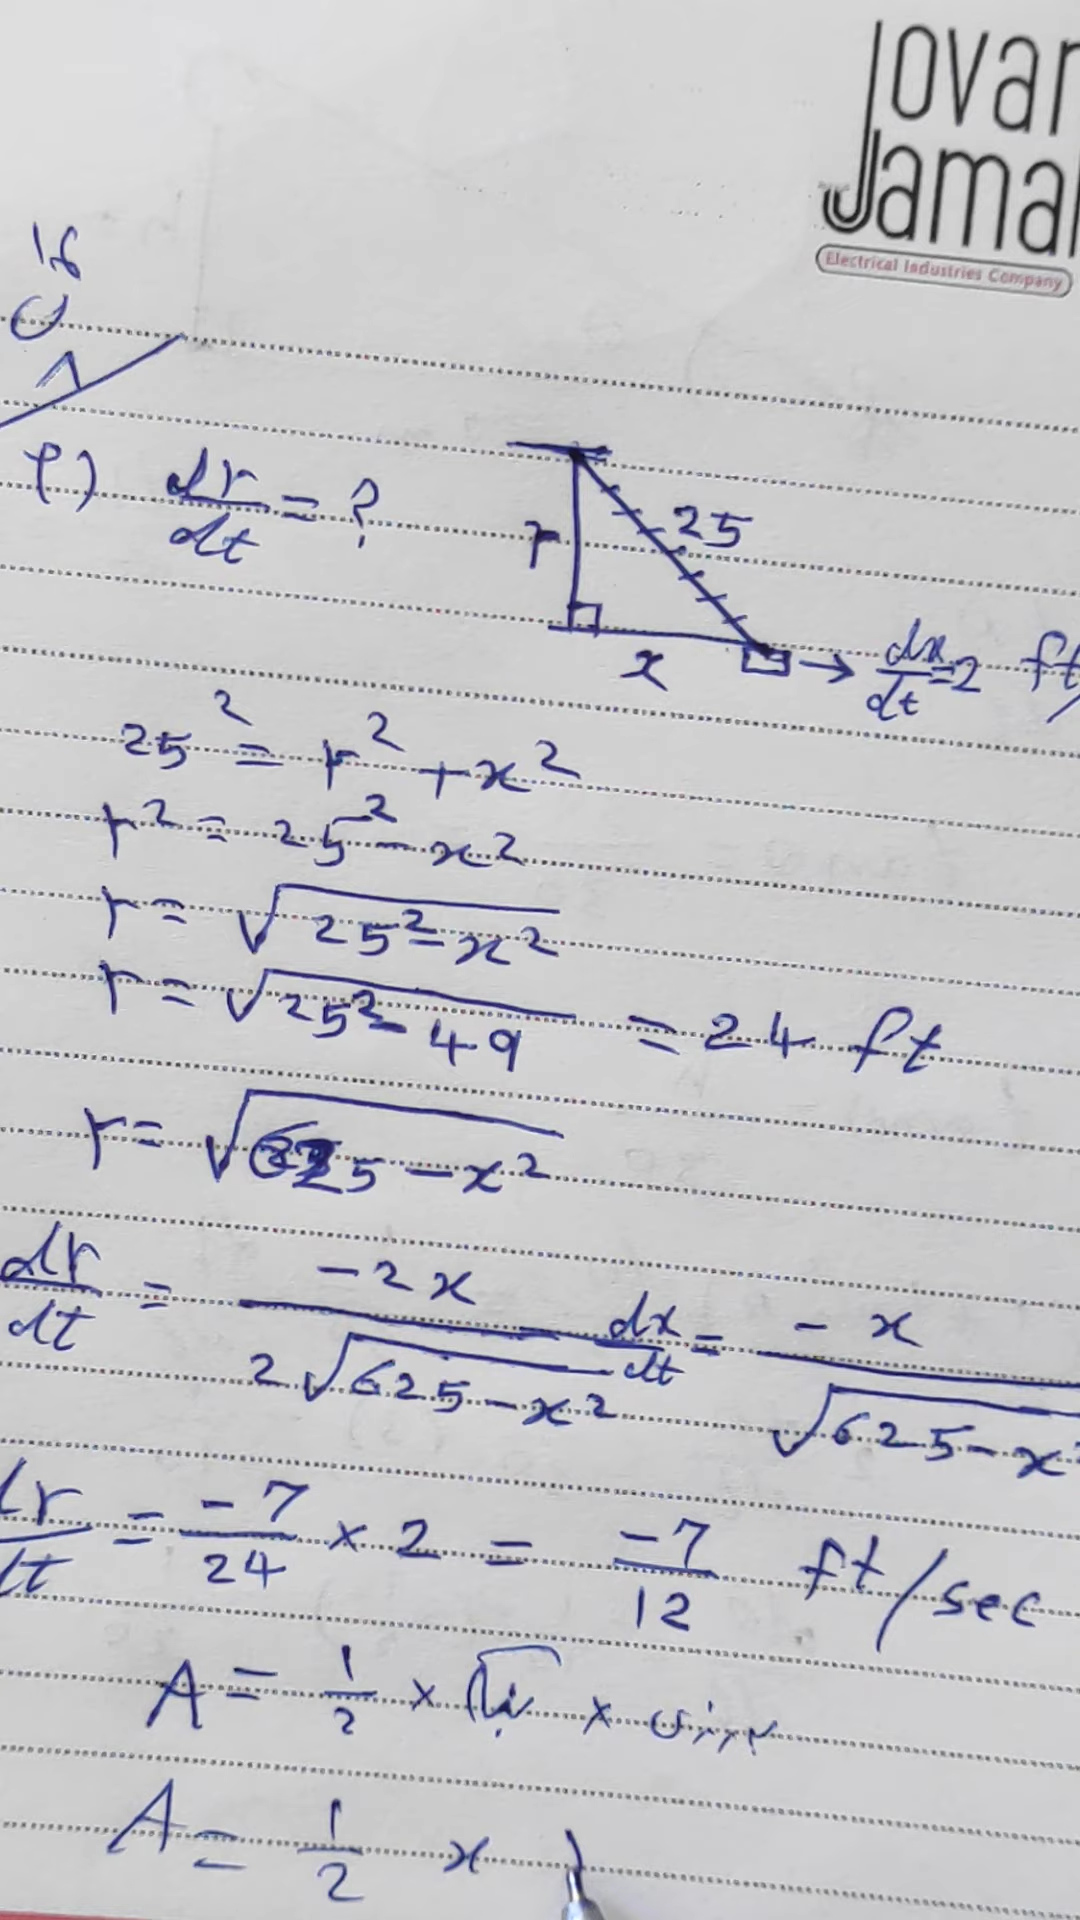 Jovan
Jamal
Electrical Industries Company
16
P) dr/dt = ?
r
25
x
dx/dt = 2 ft/
25² = r² + x²
r² = 25² - x²
r = √(25² - x²)
r = √(25² - 49) = 24 ft
r = √(625 - x²)
dr/dt = -2x / 2√(625 - x²) dx/dt = -x / √(625 - x²
dr/dt = -7/24 × 2 = -7/12 ft/sec
A = 1/2 ×
A = 1/2 x